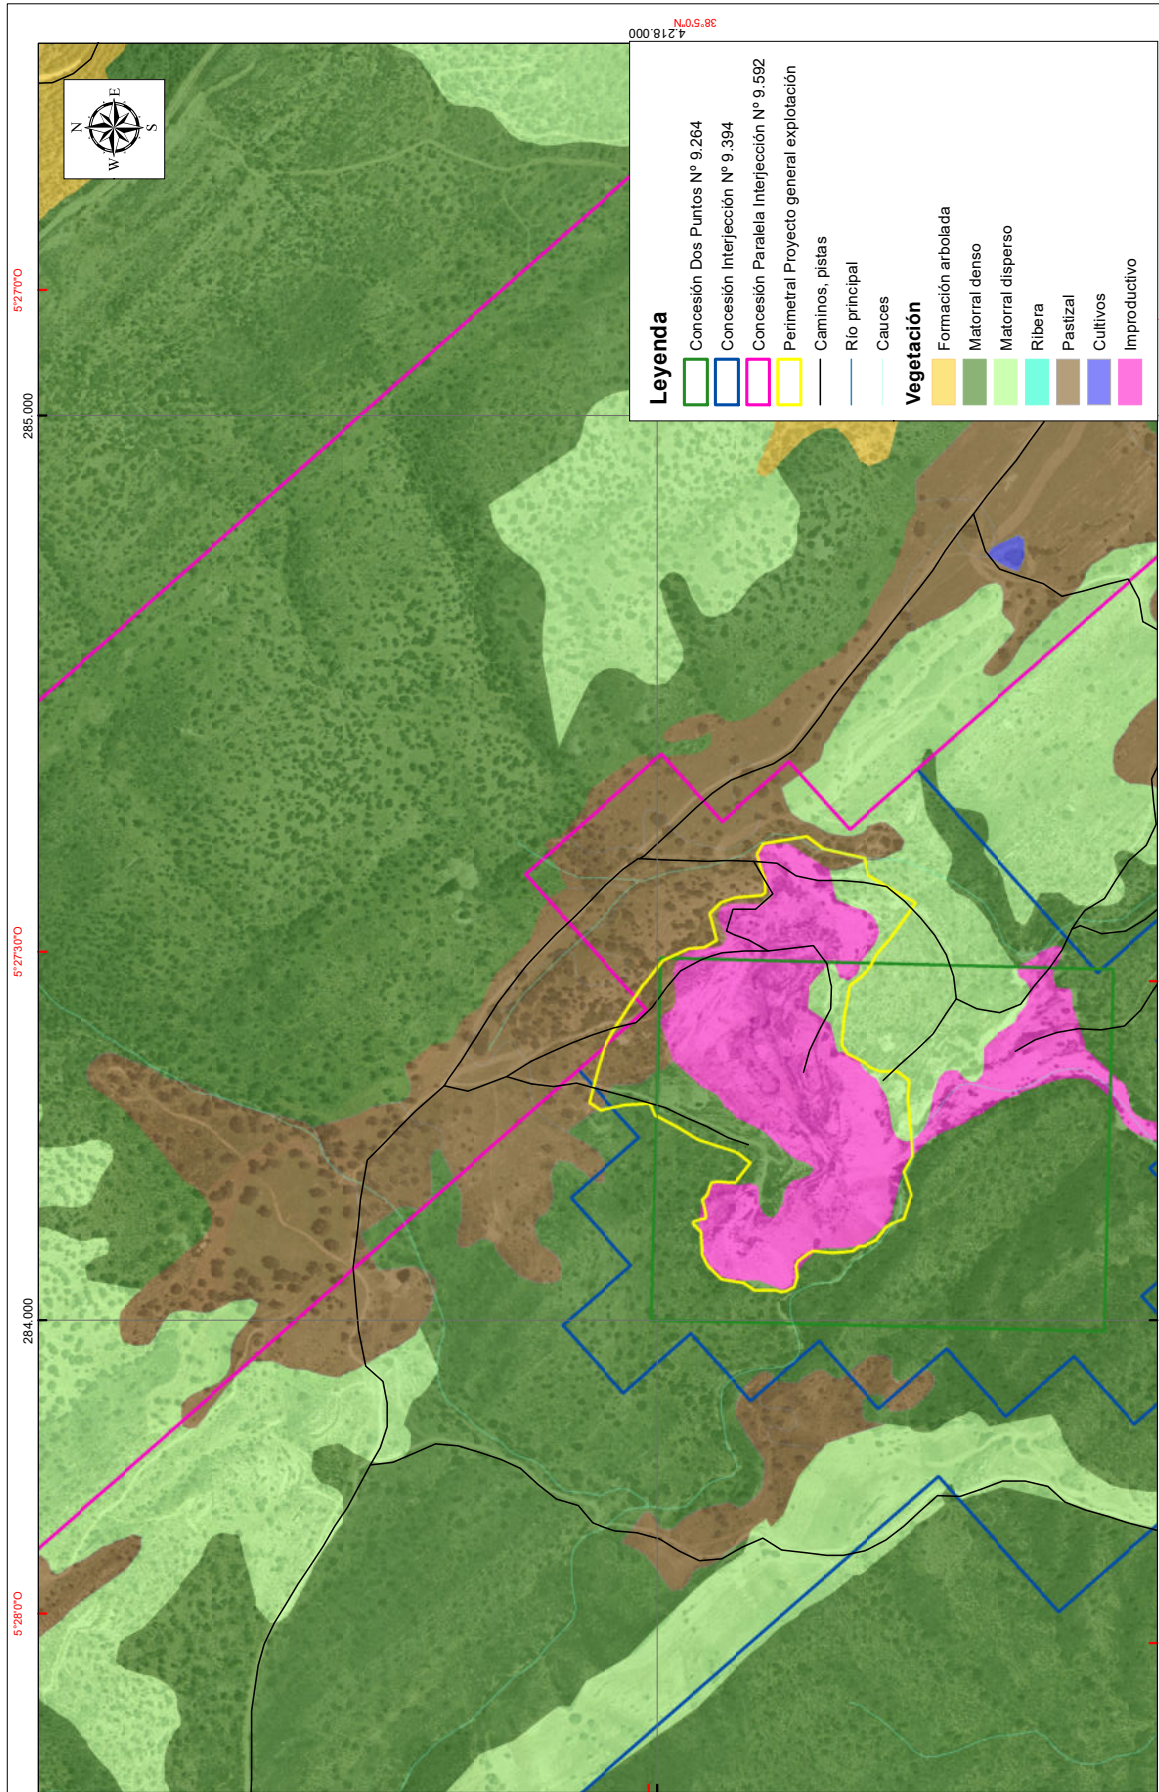 5°28'0"O
5°27'30"O
5°27'0"O
284.000
285.000
N
W
E
S
38°5'0"N
4.218.000
Leyenda
Concesión Dos Puntos Nº 9.264
Concesión Interjección Nº 9.394
Concesión Paralela Interjección Nº 9.592
Perimetral Proyecto general explotación
Caminos, pistas
Río principal
Cauces
Vegetación
Formación arbolada
Matorral denso
Matorral disperso
Ribera
Pastizal
Cultivos
Improductivo